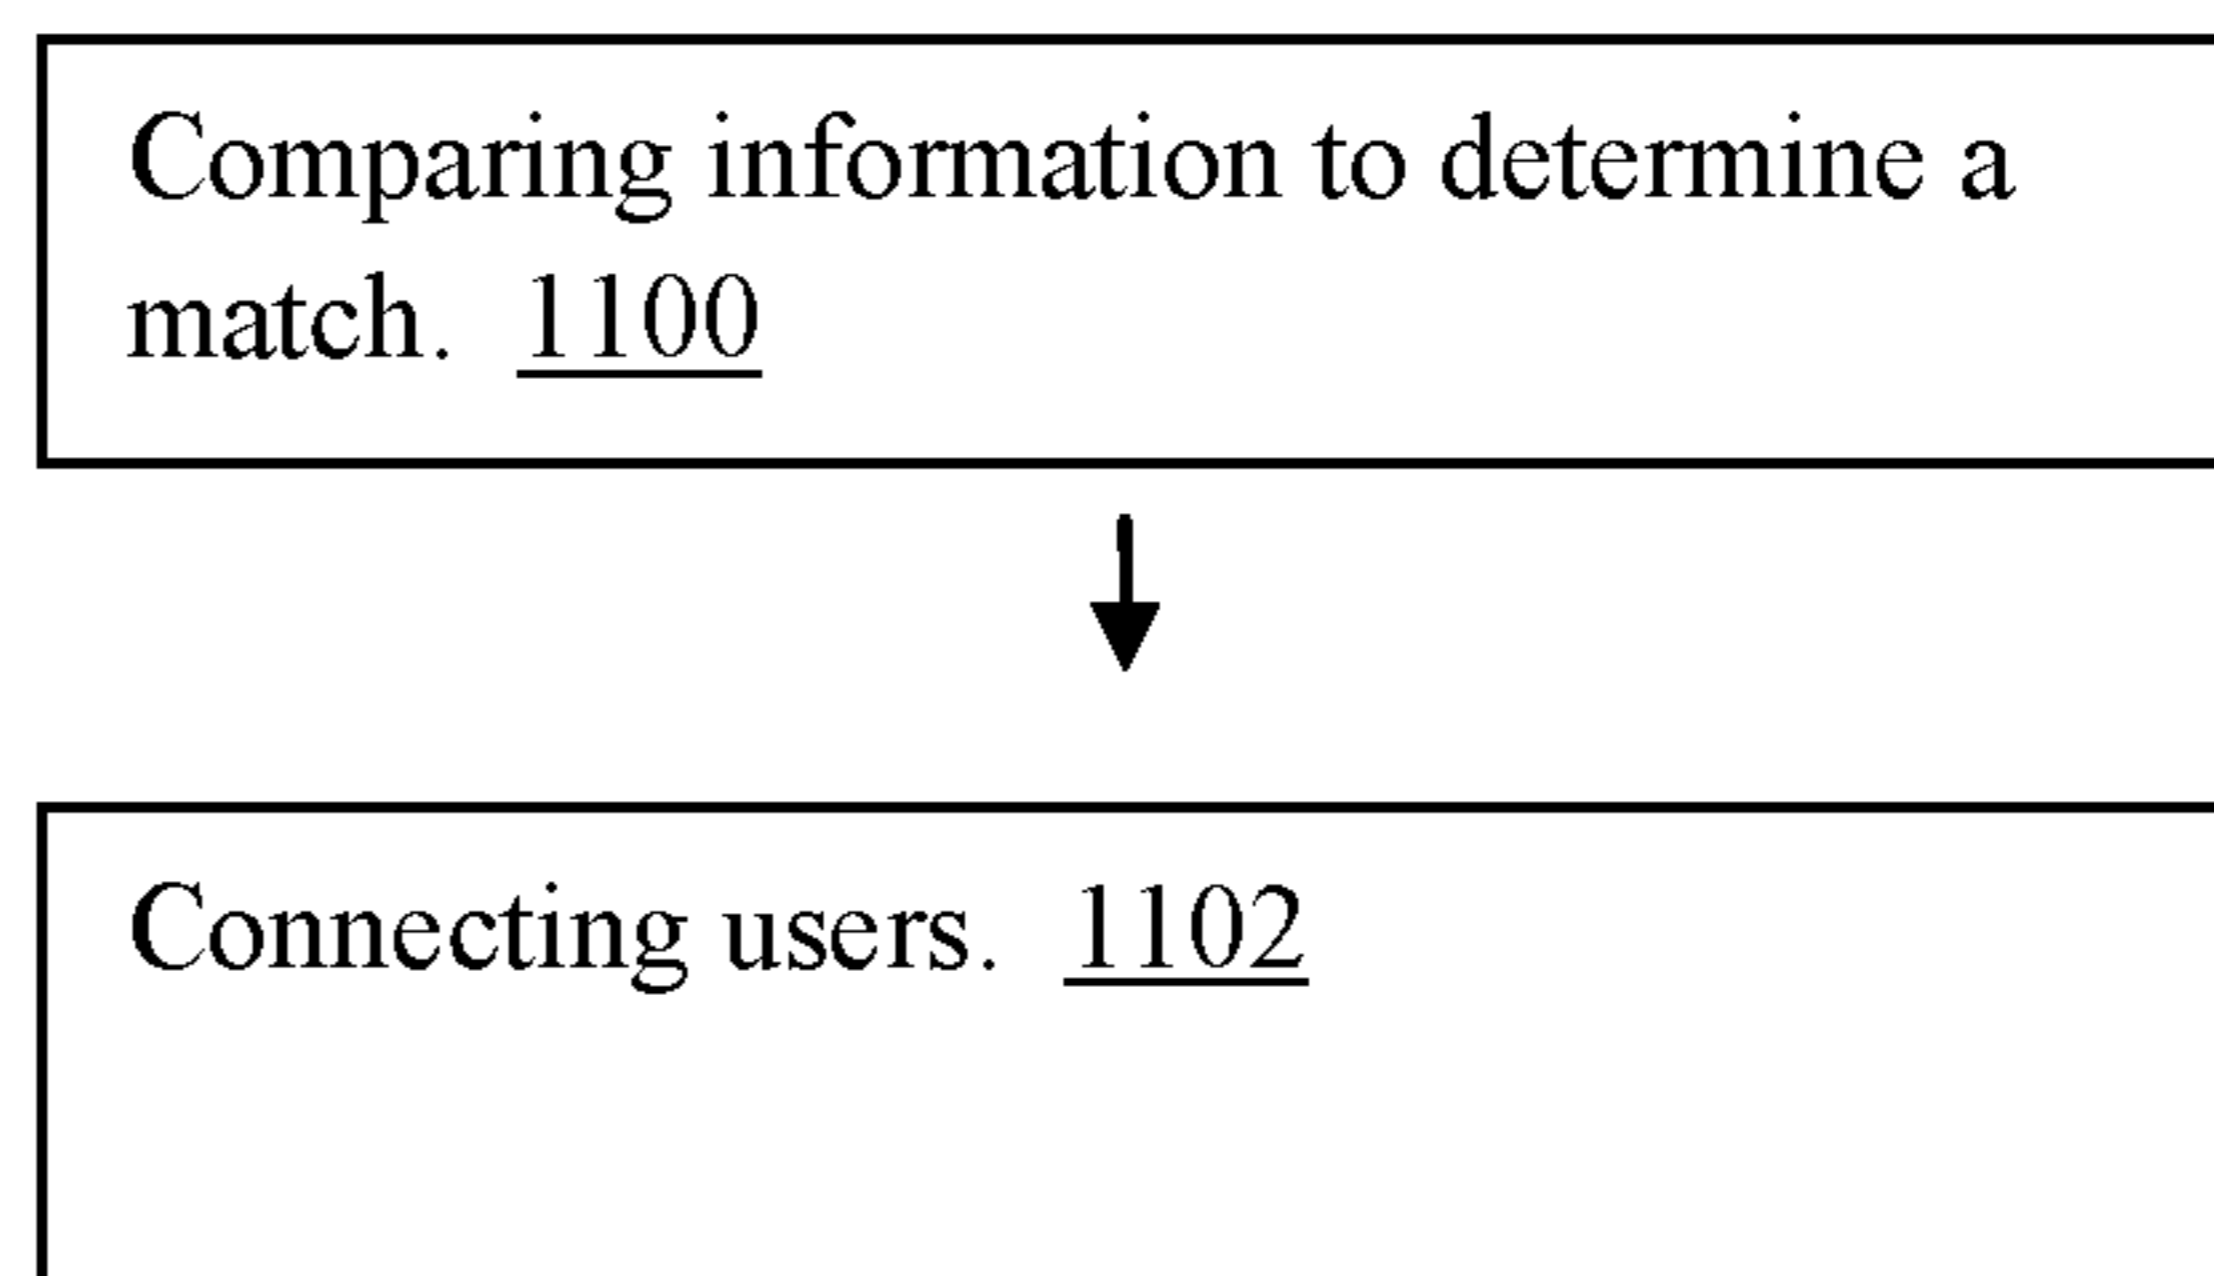 Comparing information to determine a
match. 1100
Connecting users. 1102